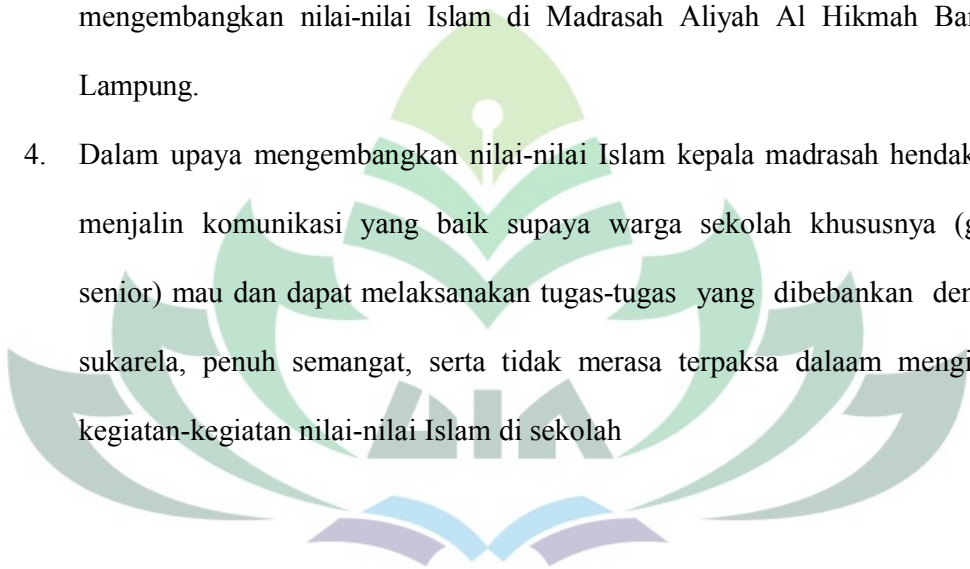 mengembangkan nilai-nilai Islam di Madrasah Aliyah Al Hikmah
Lampung.
4. Dalam upaya mengembangkan nilai-nilai Islam kepala madrasah
menjalin komunikasi yang baik supaya warga sekolah khususnya
senior) mau dan dapat melaksanakan tugas-tugas yang dibebankan
sukarela, penuh semangat, serta tidak merasa terpaksa dalaam
kegiatan-kegiatan nilai-nilai Islam di sekolah